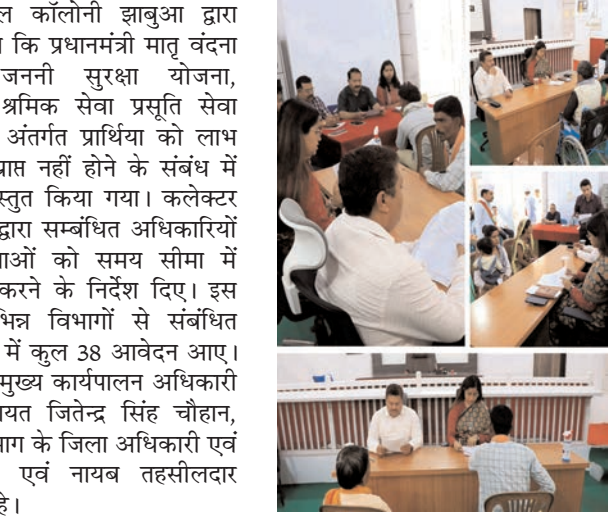 कॉलोनी झाबुआ द्वारा
कि प्रधानमंत्री मातृ वंदना
जननी सुरक्षा योजना,
श्रमिक सेवा प्रसूति सेवा
अंतर्गत प्रार्थिया को लाभ
नहीं होने के संबंध में
किया गया। कलेक्टर
द्वारा सम्बंधित अधिकारियों
को समय सीमा में
करने के निर्देश दिए। इस
विभागों से संबंधित
में कुल 38 आवेदन आए।
मुख्य कार्यपालन अधिकारी
जितेन्द्र सिंह चौहान,
के जिला अधिकारी एवं
एवं नायब तहसीलदार